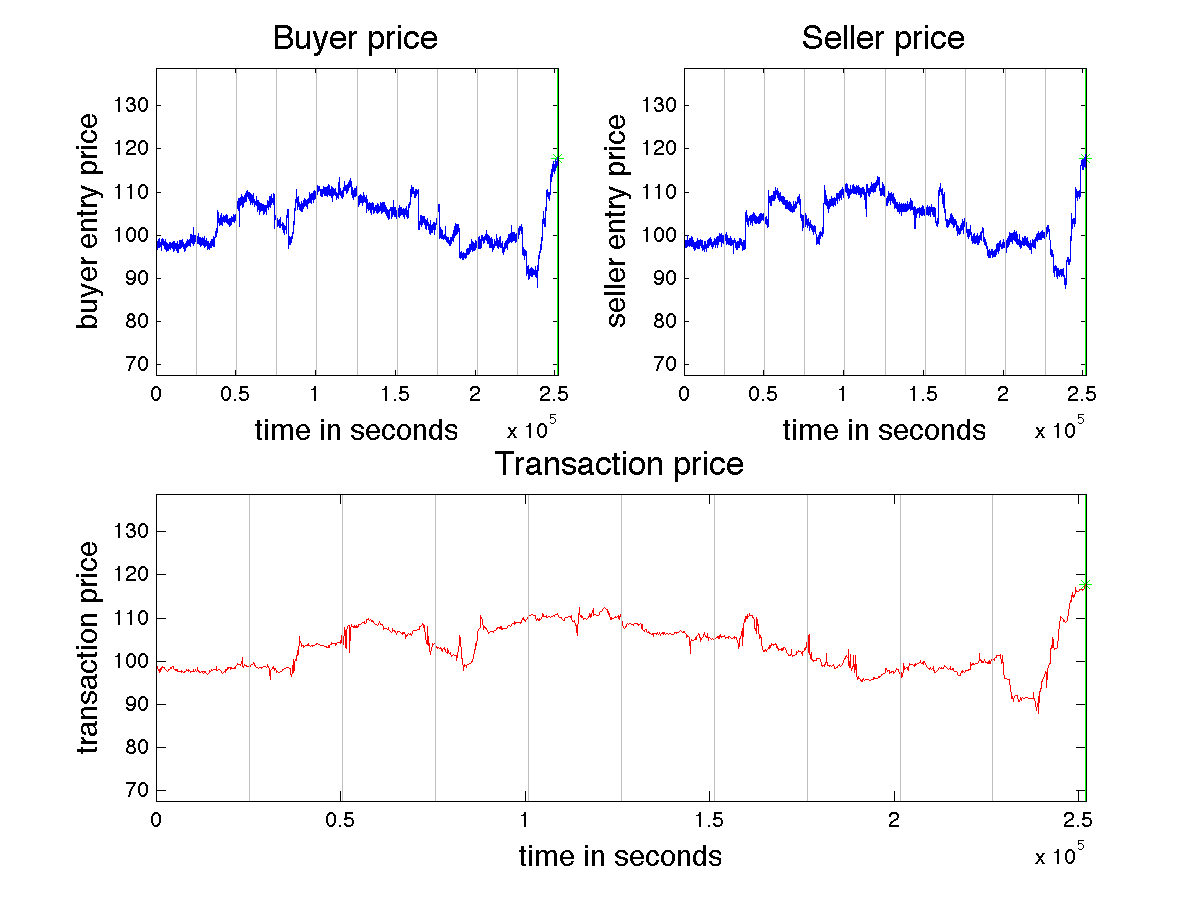 Buyer price
buyer entry price
130
120
110
100
90
80
70
0 0.5 1 1.5 2 2.5
x 10^5
time in seconds
Seller price
seller entry price
130
120
110
100
90
80
70
0 0.5 1 1.5 2 2.5
x 10^5
time in seconds
Transaction price
transaction price
130
120
110
100
90
80
70
0 0.5 1 1.5 2 2.5
x 10^5
time in seconds